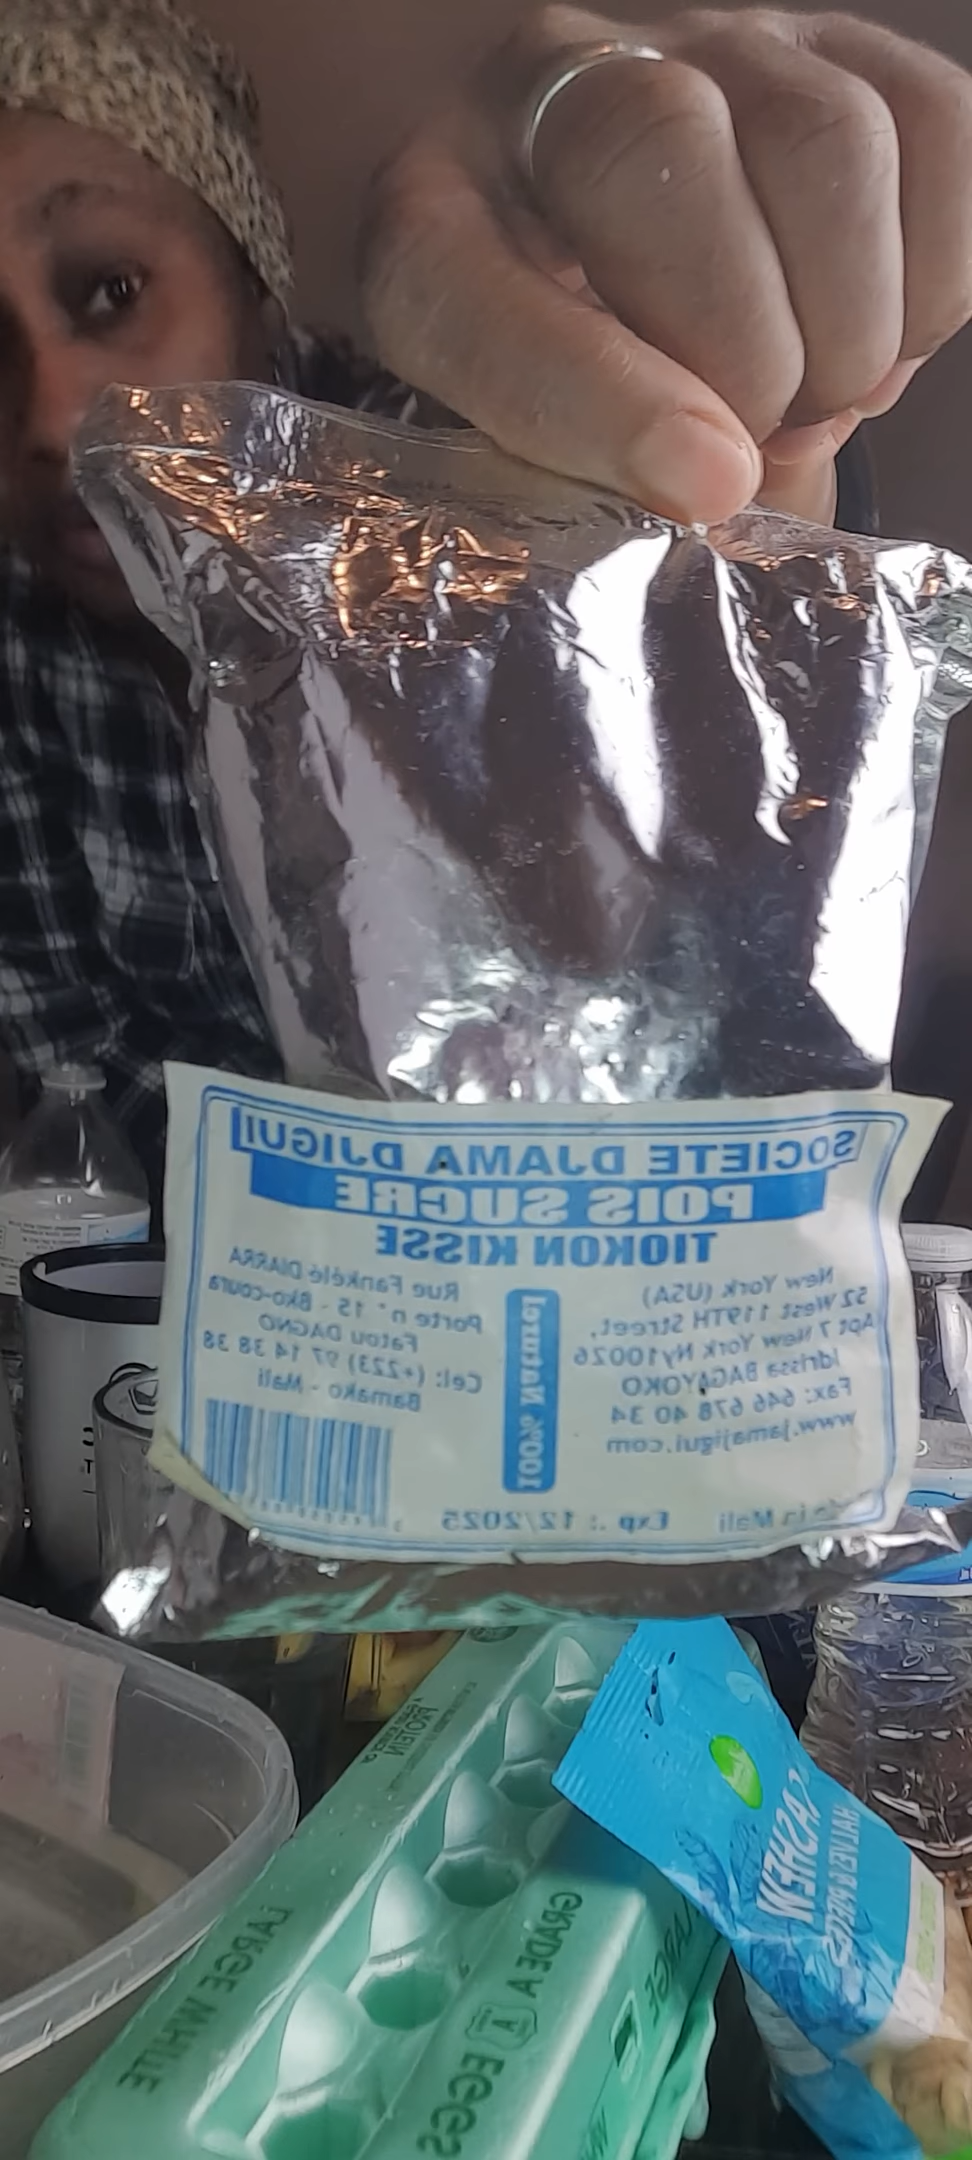 SOCIETE DJAMA DJIGUI
POIS SUCRE
TIOKON KISSE
New York (USA)
52 West 119TH Street,
Apt 7 New York Ny10026
Idrissa BAGAYOKO
Fax: 646 678 40 34
www.jamajigui.com
100% Naturel
Rue Fankélé DIARRA
Porte n° 15 - Bko-coura
Fatou DAGNO
Cel: (+223) 97 14 38 38
Bamako - Mali
in Mali
Exp .: 12/2025
PROTEIN
LARGE WHITE
GRADE A
A
EGGS
LARGE
CASHEW
HALVES & PIECES